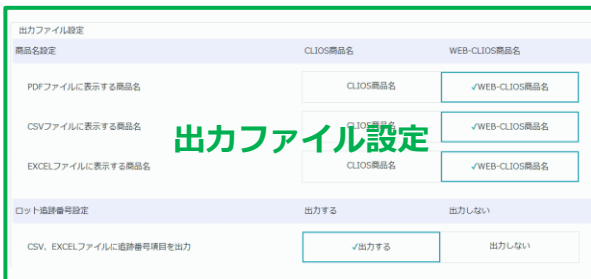 出力ファイル設定
商品名設定 CLIOS商品名 WEB-CLIOS商品名
PDFファイルに表示する商品名 CLIOS商品名 ✓WEB-CLIOS商品名
CSVファイルに表示する商品名 CLIOS商品名 ✓WEB-CLIOS商品名
出力ファイル設定
EXCELファイルに表示する商品名 CLIOS商品名 ✓WEB-CLIOS商品名
ロット追跡番号設定 出力する 出力しない
CSV、EXCELファイルに追跡番号項目を出力 ✓出力する 出力しない